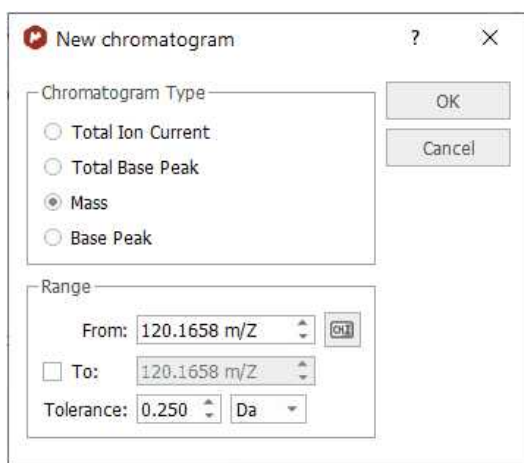 New chromatogram ? ×
Chromatogram Type
OK
Total Ion Current
Cancel
Total Base Peak
Mass
Base Peak
Range
From: 120.1658 m/Z
To: 120.1658 m/Z
Tolerance: 0.250 Da